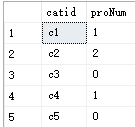 catid proNum
1 c1 1
2 c2 2
3 c3 0
4 c4 1
5 c5 0